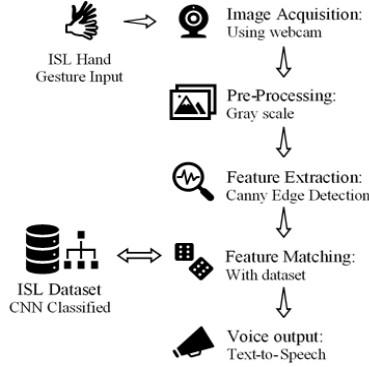 ISL Hand
Gesture Input
Image Acquisition:
Using webcam
Pre-Processing:
Gray scale
Feature Extraction:
Canny Edge Detection
ISL Dataset
CNN Classified
Feature Matching:
With dataset
Voice output:
Text-to-Speech